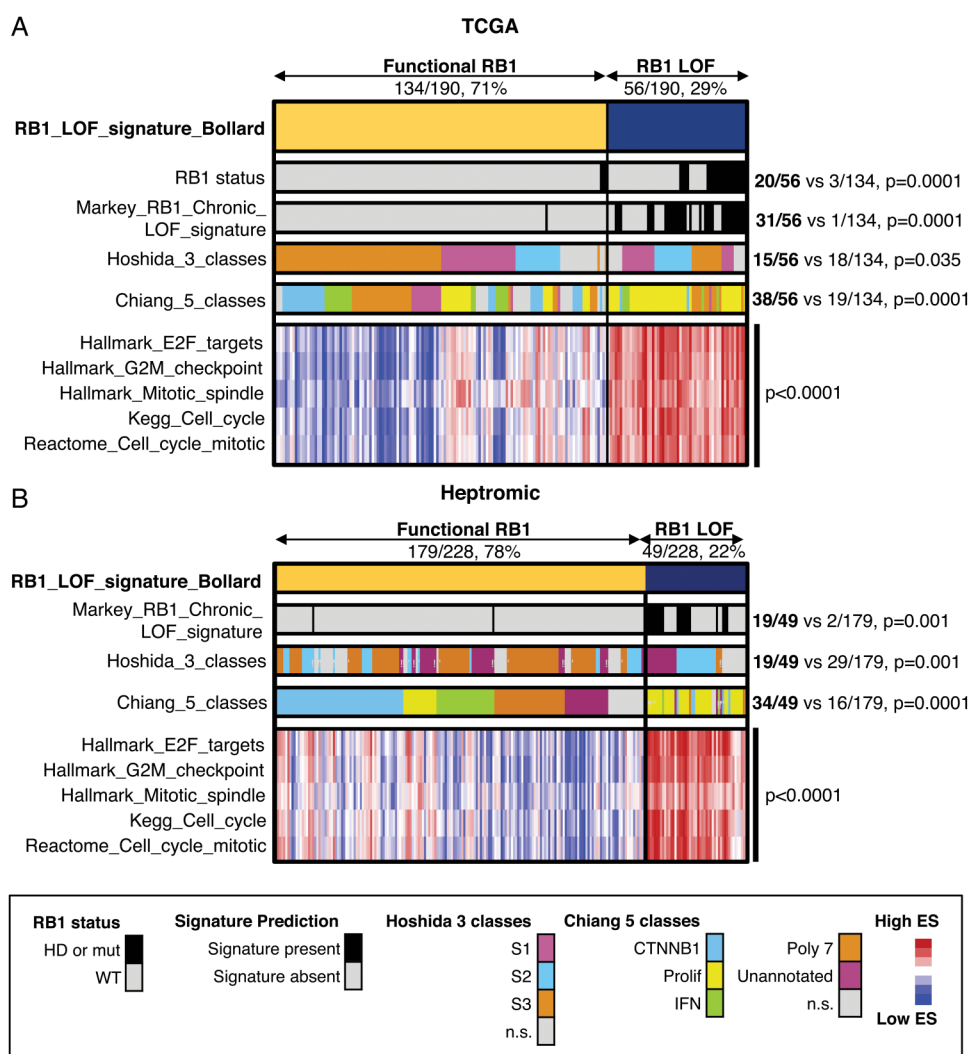 A
TCGA
Functional RB1
134/190, 71%
RB1 LOF
56/190, 29%
RB1_LOF_signature_Bollard
RB1 status
20/56 vs 3/134, p=0.0001
Markey_RB1_Chronic_
LOF_signature
31/56 vs 1/134, p=0.0001
Hoshida_3_classes
15/56 vs 18/134, p=0.035
Chiang_5_classes
38/56 vs 19/134, p=0.0001
Hallmark_E2F_targets
Hallmark_G2M_checkpoint
Hallmark_Mitotic_spindle
Kegg_Cell_cycle
Reactome_Cell_cycle_mitotic
p<0.0001
B
Heptromic
Functional RB1
179/228, 78%
RB1 LOF
49/228, 22%
RB1_LOF_signature_Bollard
Markey_RB1_Chronic_
LOF_signature
19/49 vs 2/179, p=0.001
Hoshida_3_classes
19/49 vs 29/179, p=0.001
Chiang_5_classes
34/49 vs 16/179, p=0.0001
Hallmark_E2F_targets
Hallmark_G2M_checkpoint
Hallmark_Mitotic_spindle
Kegg_Cell_cycle
Reactome_Cell_cycle_mitotic
p<0.0001
RB1 status
HD or mut
WT
Signature Prediction
Signature present
Signature absent
Hoshida 3 classes
S1
S2
S3
n.s.
Chiang 5 classes
CTNNB1
Prolif
IFN
Poly 7
Unannotated
n.s.
High ES
Low ES